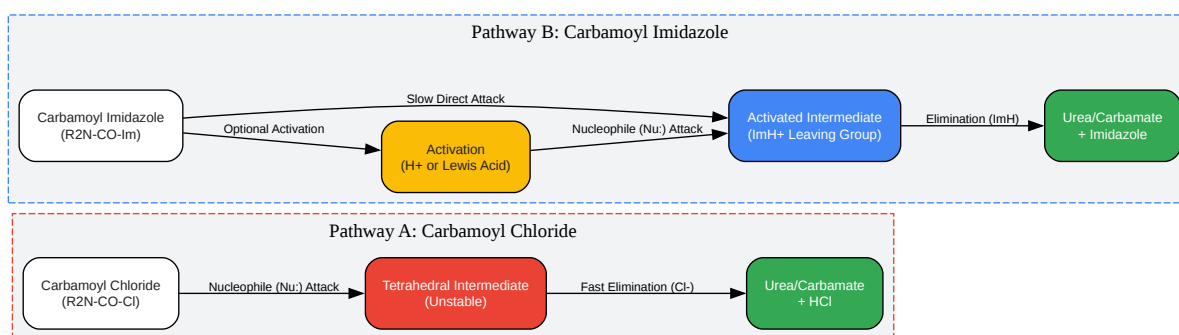 Pathway B: Carbamoyl Imidazole
Carbamoyl Imidazole
(R2N-CO-Im)
Slow Direct Attack
Optional Activation
Activation
(H+ or Lewis Acid)
Nucleophile (Nu:) Attack
Activated Intermediate
(ImH+ Leaving Group)
Elimination (ImH)
Urea/Carbamate
+ Imidazole
Pathway A: Carbamoyl Chloride
Carbamoyl Chloride
(R2N-CO-Cl)
Nucleophile (Nu:) Attack
Tetrahedral Intermediate
(Unstable)
Fast Elimination (Cl-)
Urea/Carbamate
+ HCl